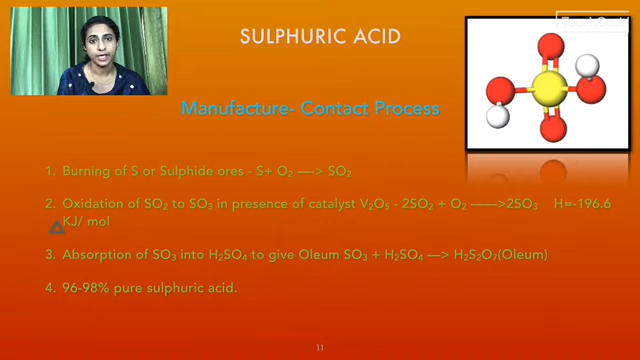 SULPHURIC ACID
Manufacture- Contact Process
1. Burning of S or Sulphide ores - S+ O₂ —-> SO₂
2. Oxidation of SO₂ to SO₃ in presence of catalyst V₂O₅ - 2SO₂ + O₂ ——->2SO₃ H=-196.6
△ KJ/ mol
3. Absorption of SO₃ into H₂SO₄ to give Oleum SO₃ + H₂SO₄ —> H₂S₂O₇(Oleum)
4. 96-98% pure sulphuric acid.
11